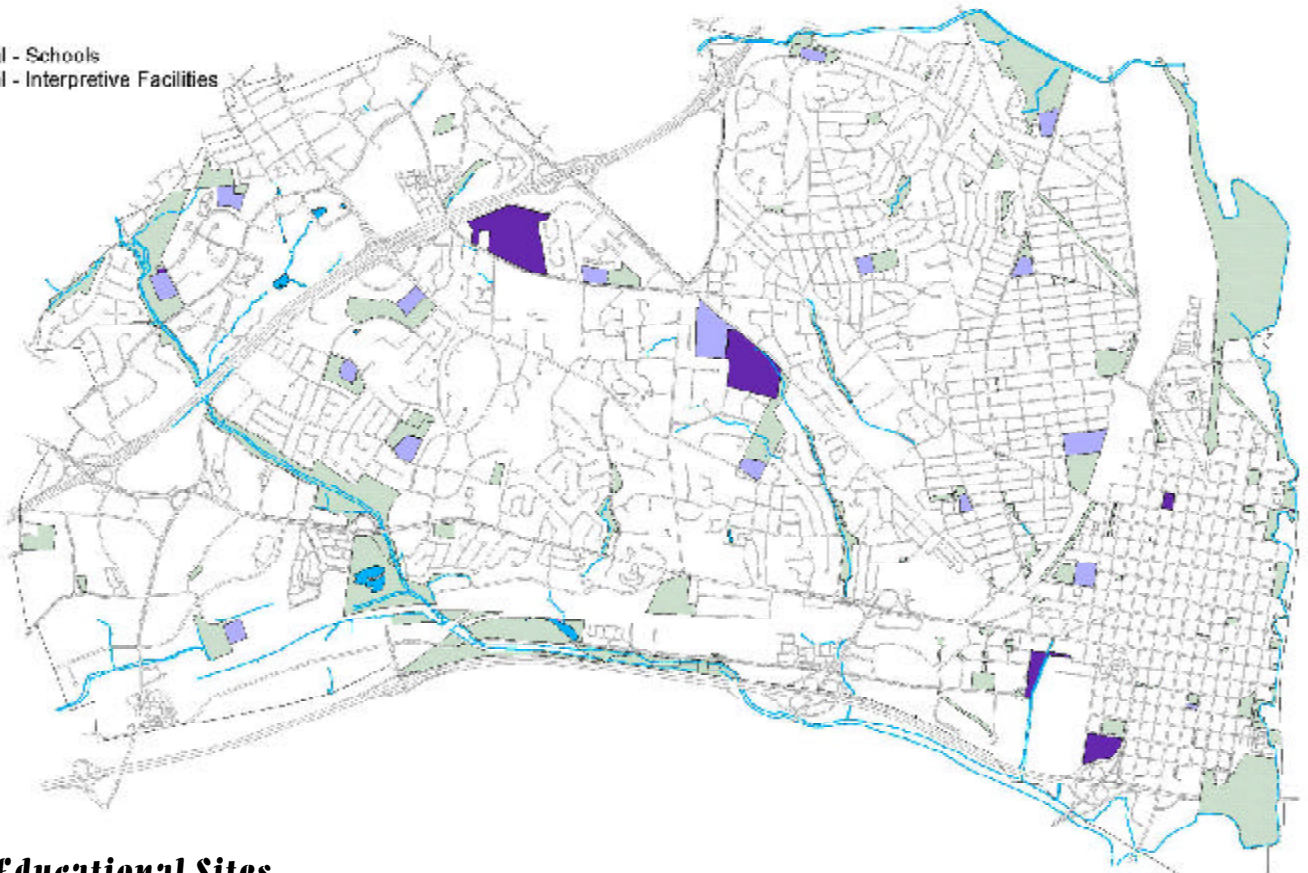 l - Schools
l - Interpretive Facilities
Educational Sites